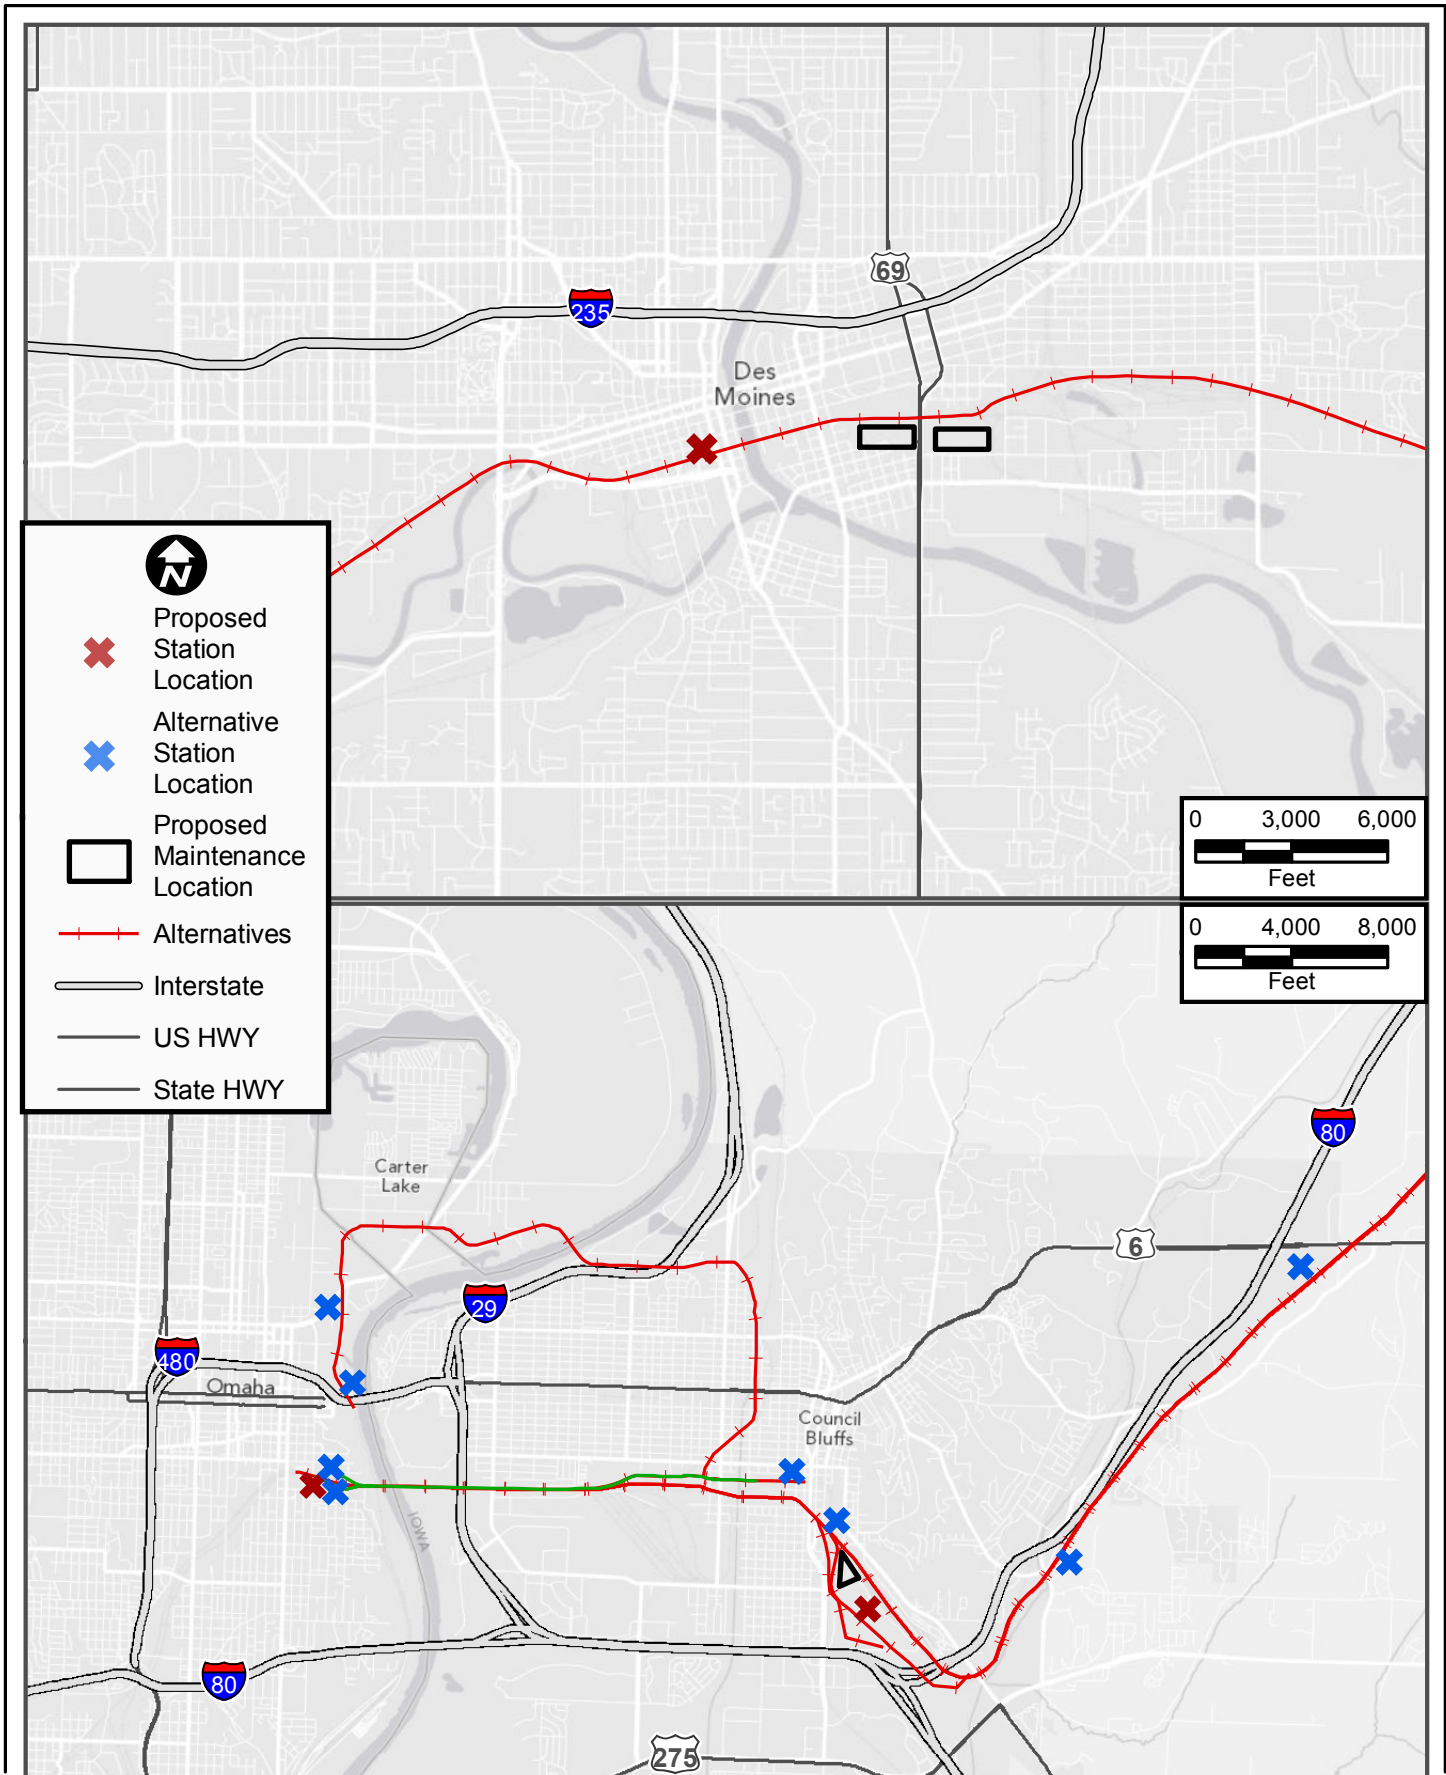 69
235
Des
Moines
N
Proposed
Station
Location
Alternative
Station
Location
Proposed
Maintenance
Location
Alternatives
Interstate
US HWY
State HWY
0 3,000 6,000
Feet
0 4,000 8,000
Feet
80
Carter
Lake
6
29
480
Omaha
Council
Bluffs
IOWA
80
275